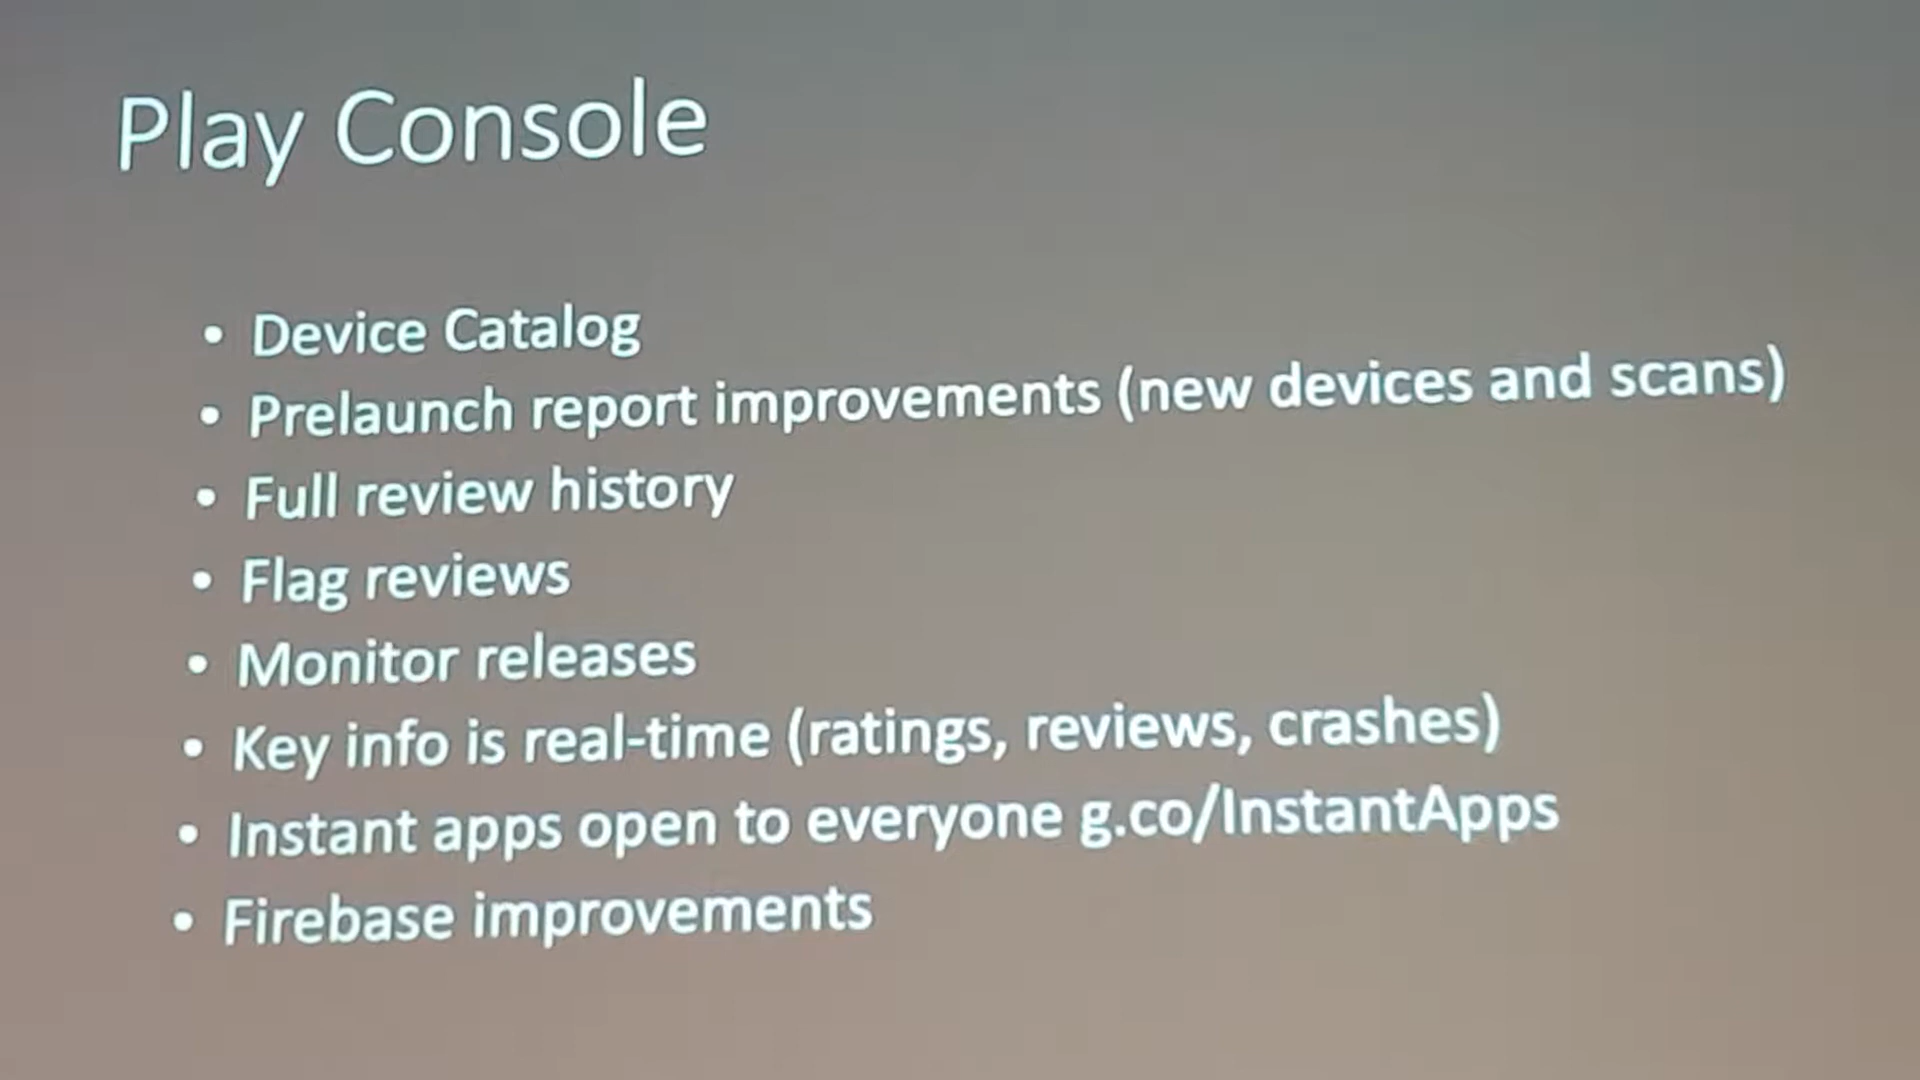 Play Console
• Device Catalog
• Prelaunch report improvements (new devices and scans)
• Full review history
• Flag reviews
• Monitor releases
• Key info is real-time (ratings, reviews, crashes)
• Instant apps open to everyone g.co/InstantApps
• Firebase improvements